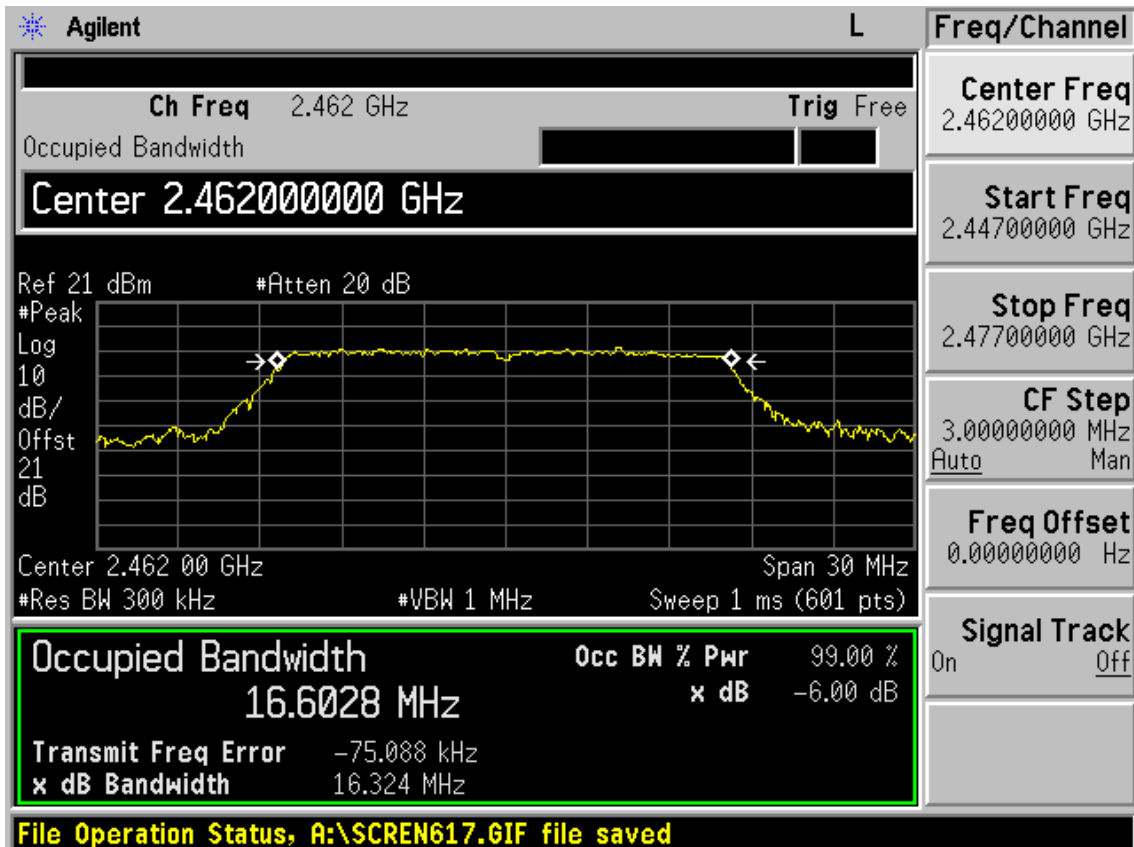 Agilent
L
Ch Freq 2.462 GHz
Trig Free
Occupied Bandwidth
Center 2.462000000 GHz
Ref 21 dBm
#Atten 20 dB
#Peak
Log
10
dB/
Offst
21
dB
Center 2.462 00 GHz
Span 30 MHz
#Res BW 300 kHz
#VBW 1 MHz
Sweep 1 ms (601 pts)
Occupied Bandwidth
16.6028 MHz
Occ BW % Pwr 99.00 %
x dB -6.00 dB
Transmit Freq Error -75.088 kHz
x dB Bandwidth 16.324 MHz
File Operation Status, A:\SCREN617.GIF file saved
Freq/Channel
Center Freq
2.46200000 GHz
Start Freq
2.44700000 GHz
Stop Freq
2.47700000 GHz
CF Step
3.00000000 MHz
Auto Man
Freq Offset
0.00000000 Hz
Signal Track
On Off